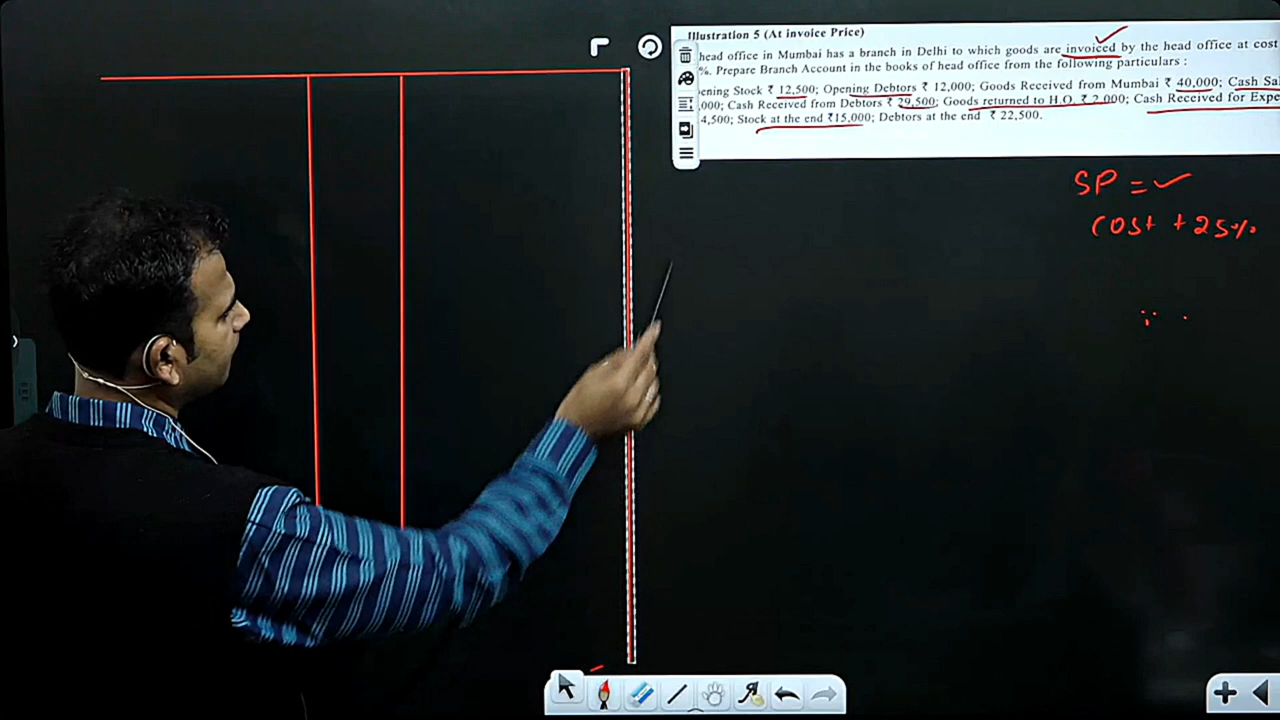 Illustration 5 (At invoice Price)
head office in Mumbai has a branch in Delhi to which goods are invoiced by the head office at cost
%. Prepare Branch Account in the books of head office from the following particulars :
ening Stock ₹ 12,500; Opening Debtors ₹ 12,000; Goods Received from Mumbai ₹ 40,000; Cash Sa
,000; Cash Received from Debtors ₹ 29,500; Goods returned to H.O. ₹ 2,000; Cash Received for Expe
4,500; Stock at the end ₹15,000; Debtors at the end ₹ 22,500.
SP =
Cost + 25%